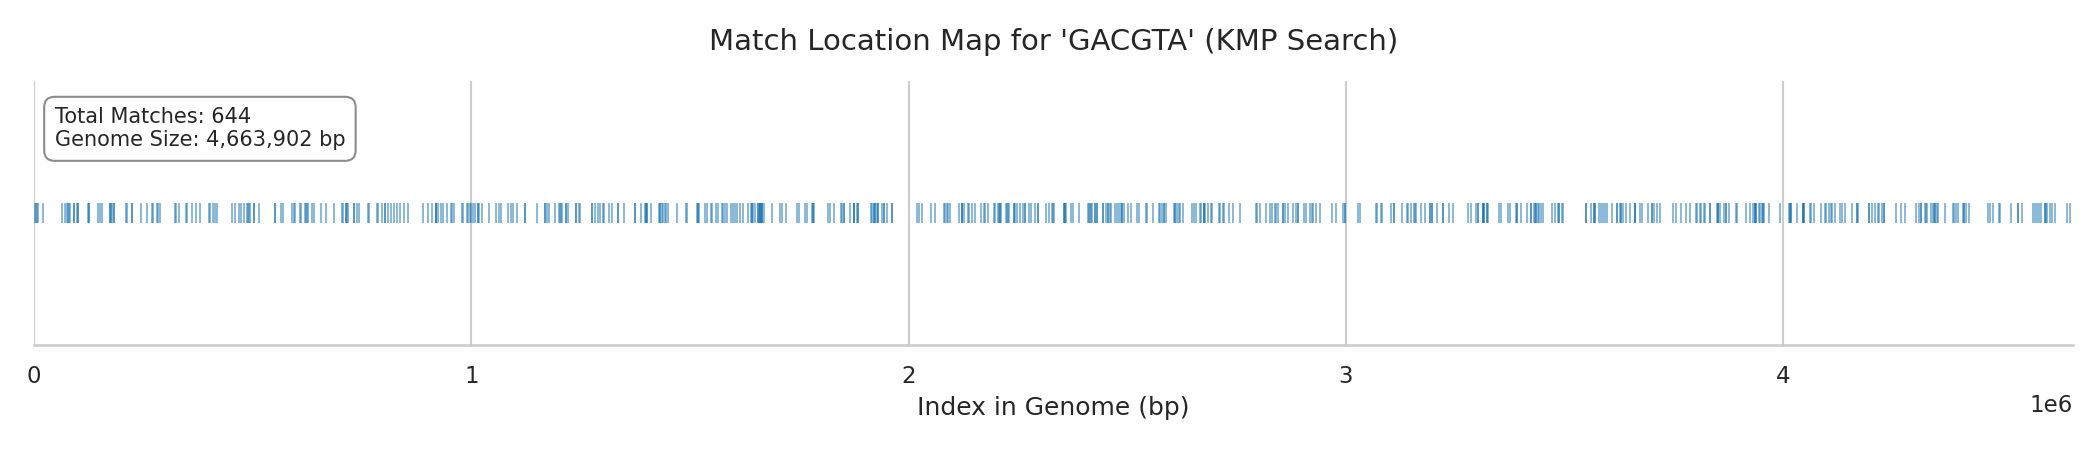 Match Location Map for 'GACGTA' (KMP Search)
Total Matches: 644
Genome Size: 4,663,902 bp
0
1
2
3
4
Index in Genome (bp)
1e6